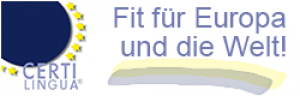 CERTI
LINGUA®
Fit für Europa
und die Welt!